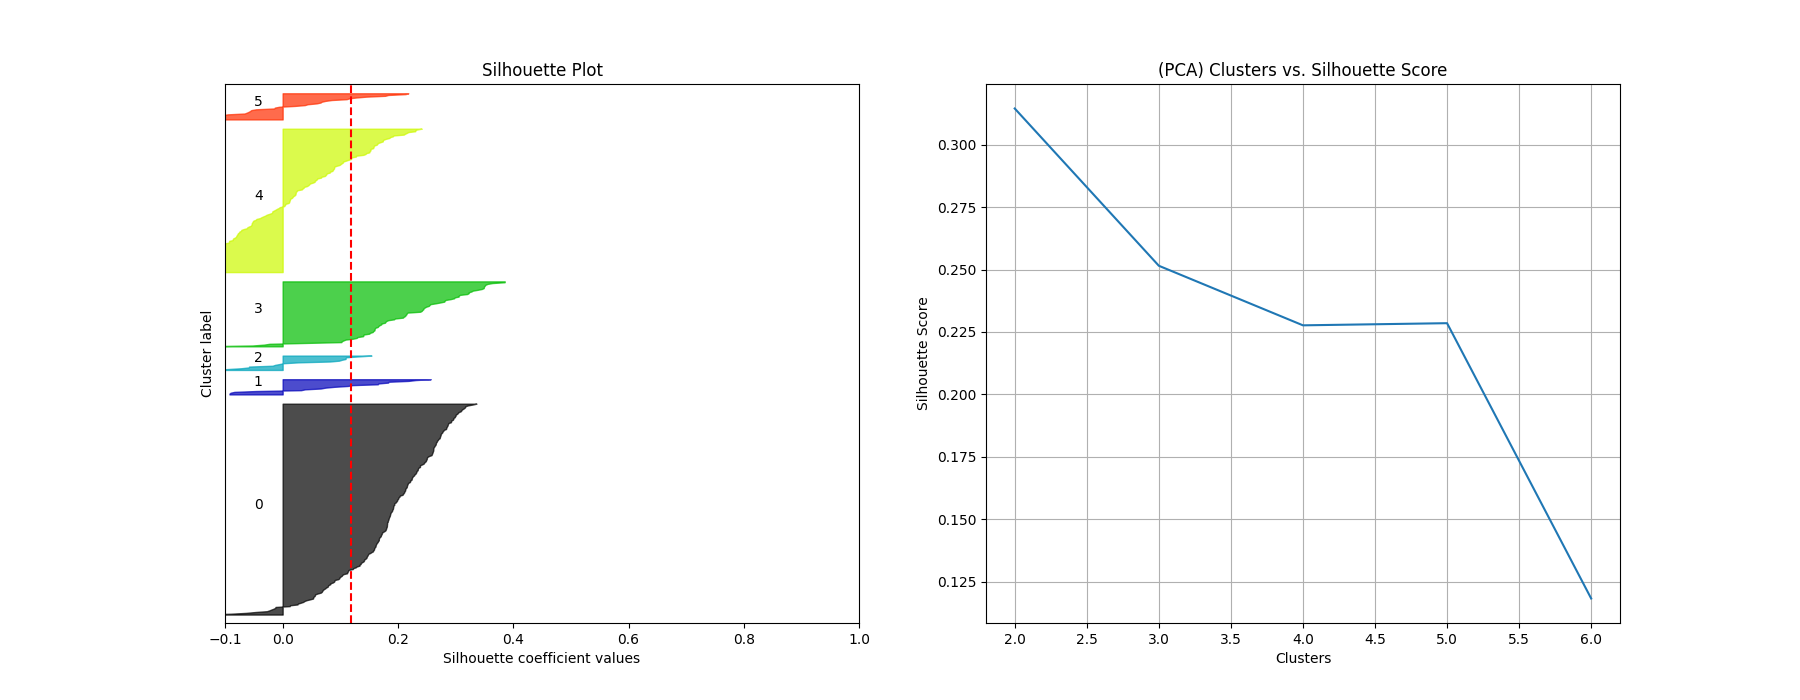 Silhouette Plot
Cluster label
5
4
3
2
1
0
−0.1 0.0 0.2 0.4 0.6 0.8 1.0
Silhouette coefficient values
(PCA) Clusters vs. Silhouette Score
Silhouette Score
0.300
0.275
0.250
0.225
0.200
0.175
0.150
0.125
2.0 2.5 3.0 3.5 4.0 4.5 5.0 5.5 6.0
Clusters